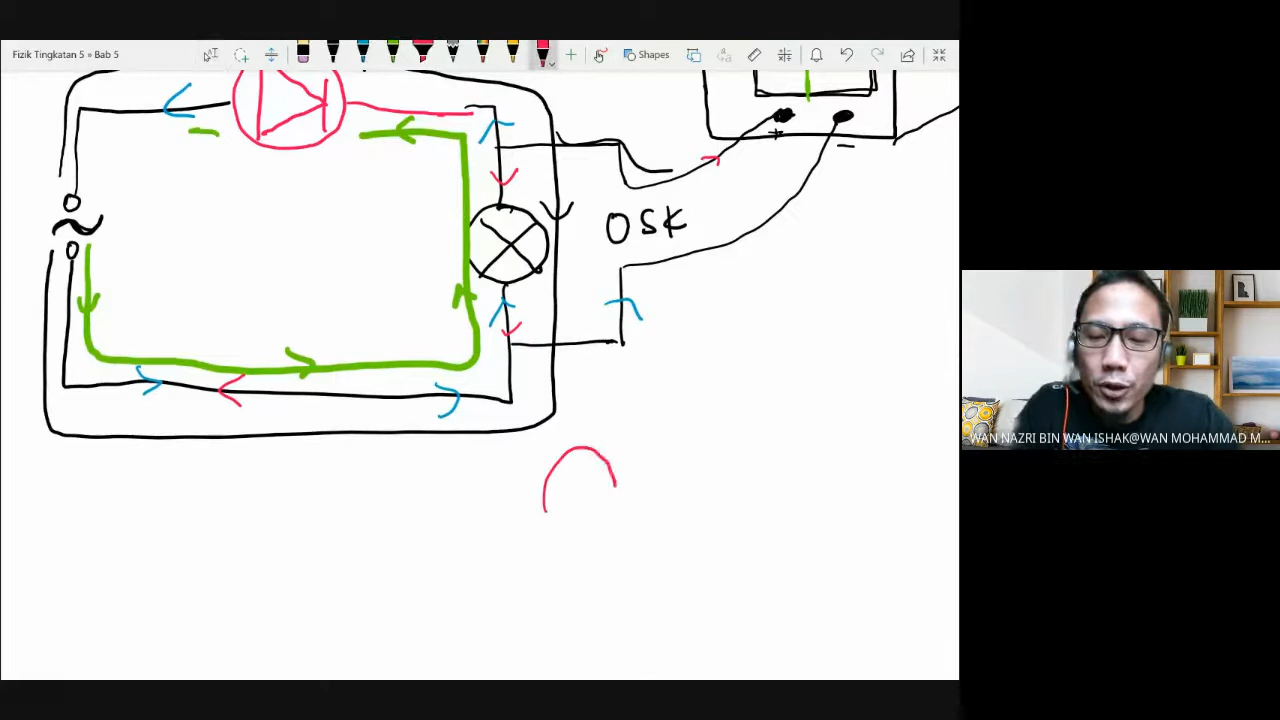 Fizik Tingkatan 5 » Bab 5
Shapes
+
-
-
OSK
WAN NAZRI BIN WAN ISHAK@WAN MOHAMMAD M...